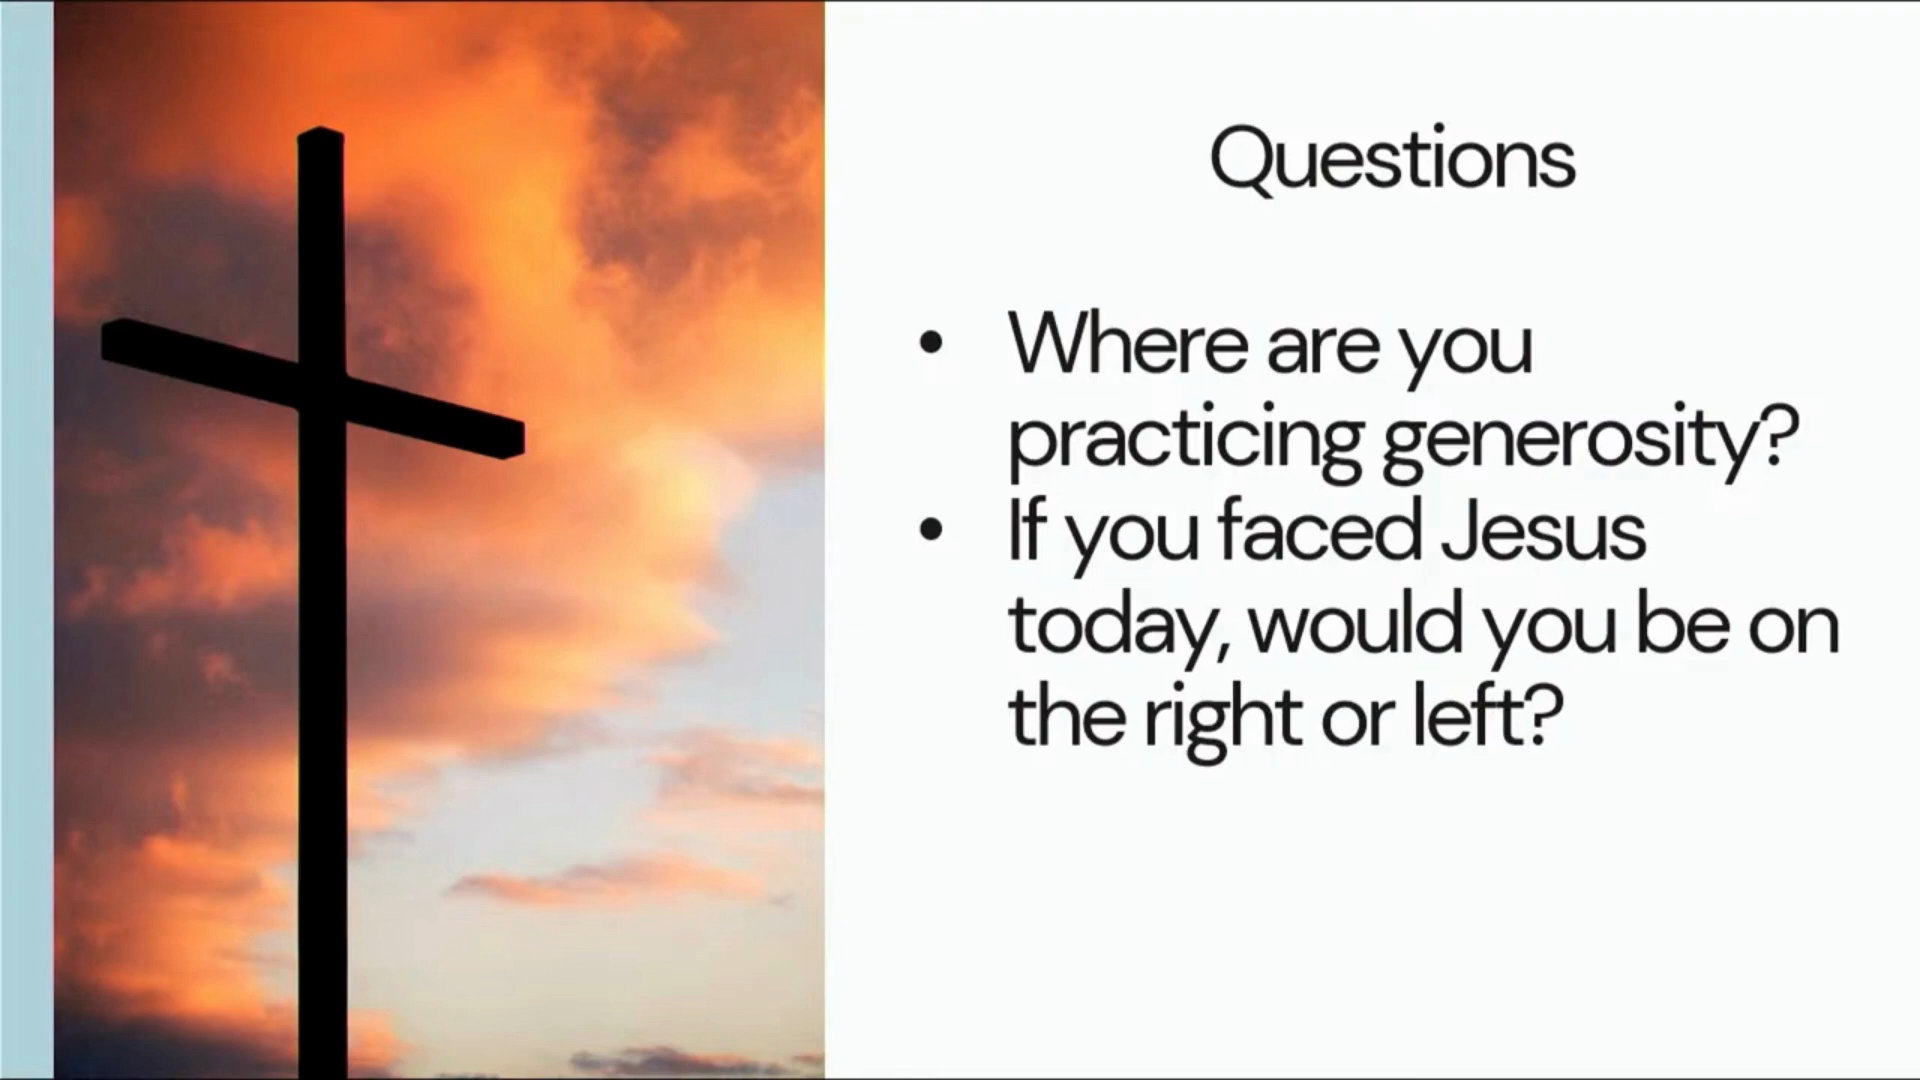 Questions
• Where are you
practicing generosity?
• If you faced Jesus
today, would you be on
the right or left?